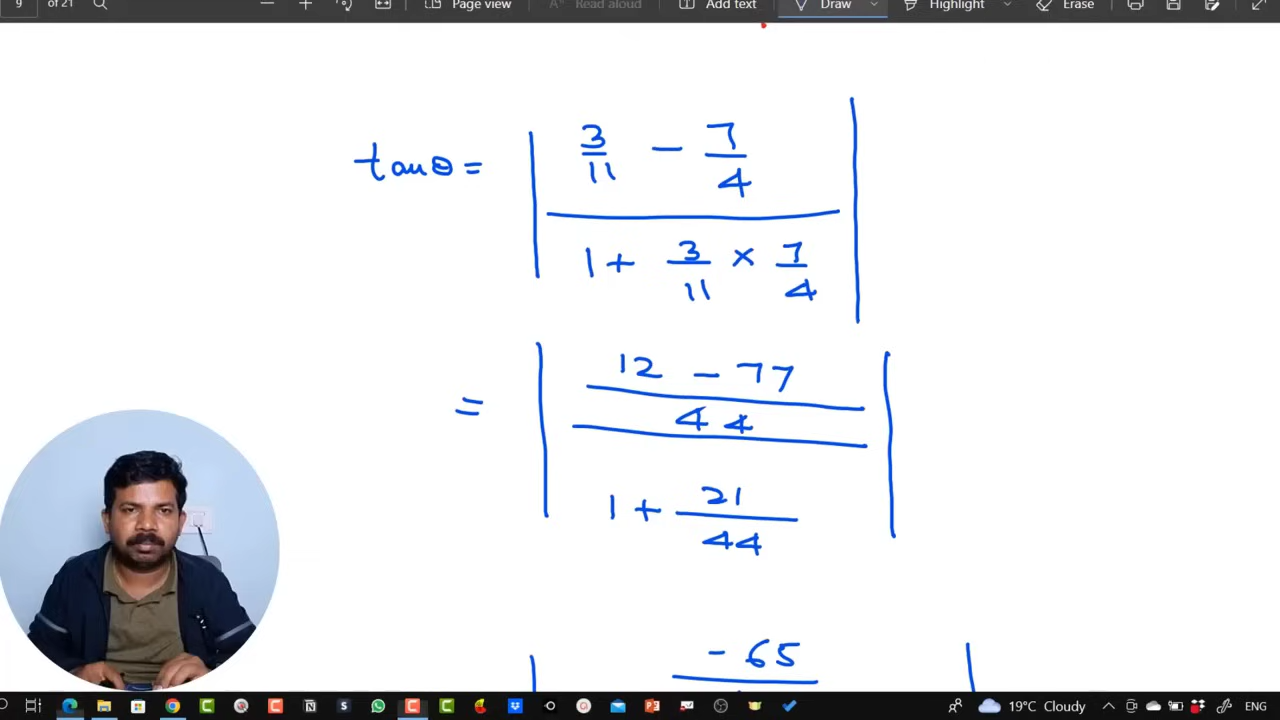 9 of 21 Page view Read aloud Add text Draw Highlight Erase
tanθ = | (3/11 - 7/4) / (1 + 3/11 × 7/4) |
= | ((12 - 77)/44) / (1 + 21/44) |
- 65
19°C Cloudy ENG